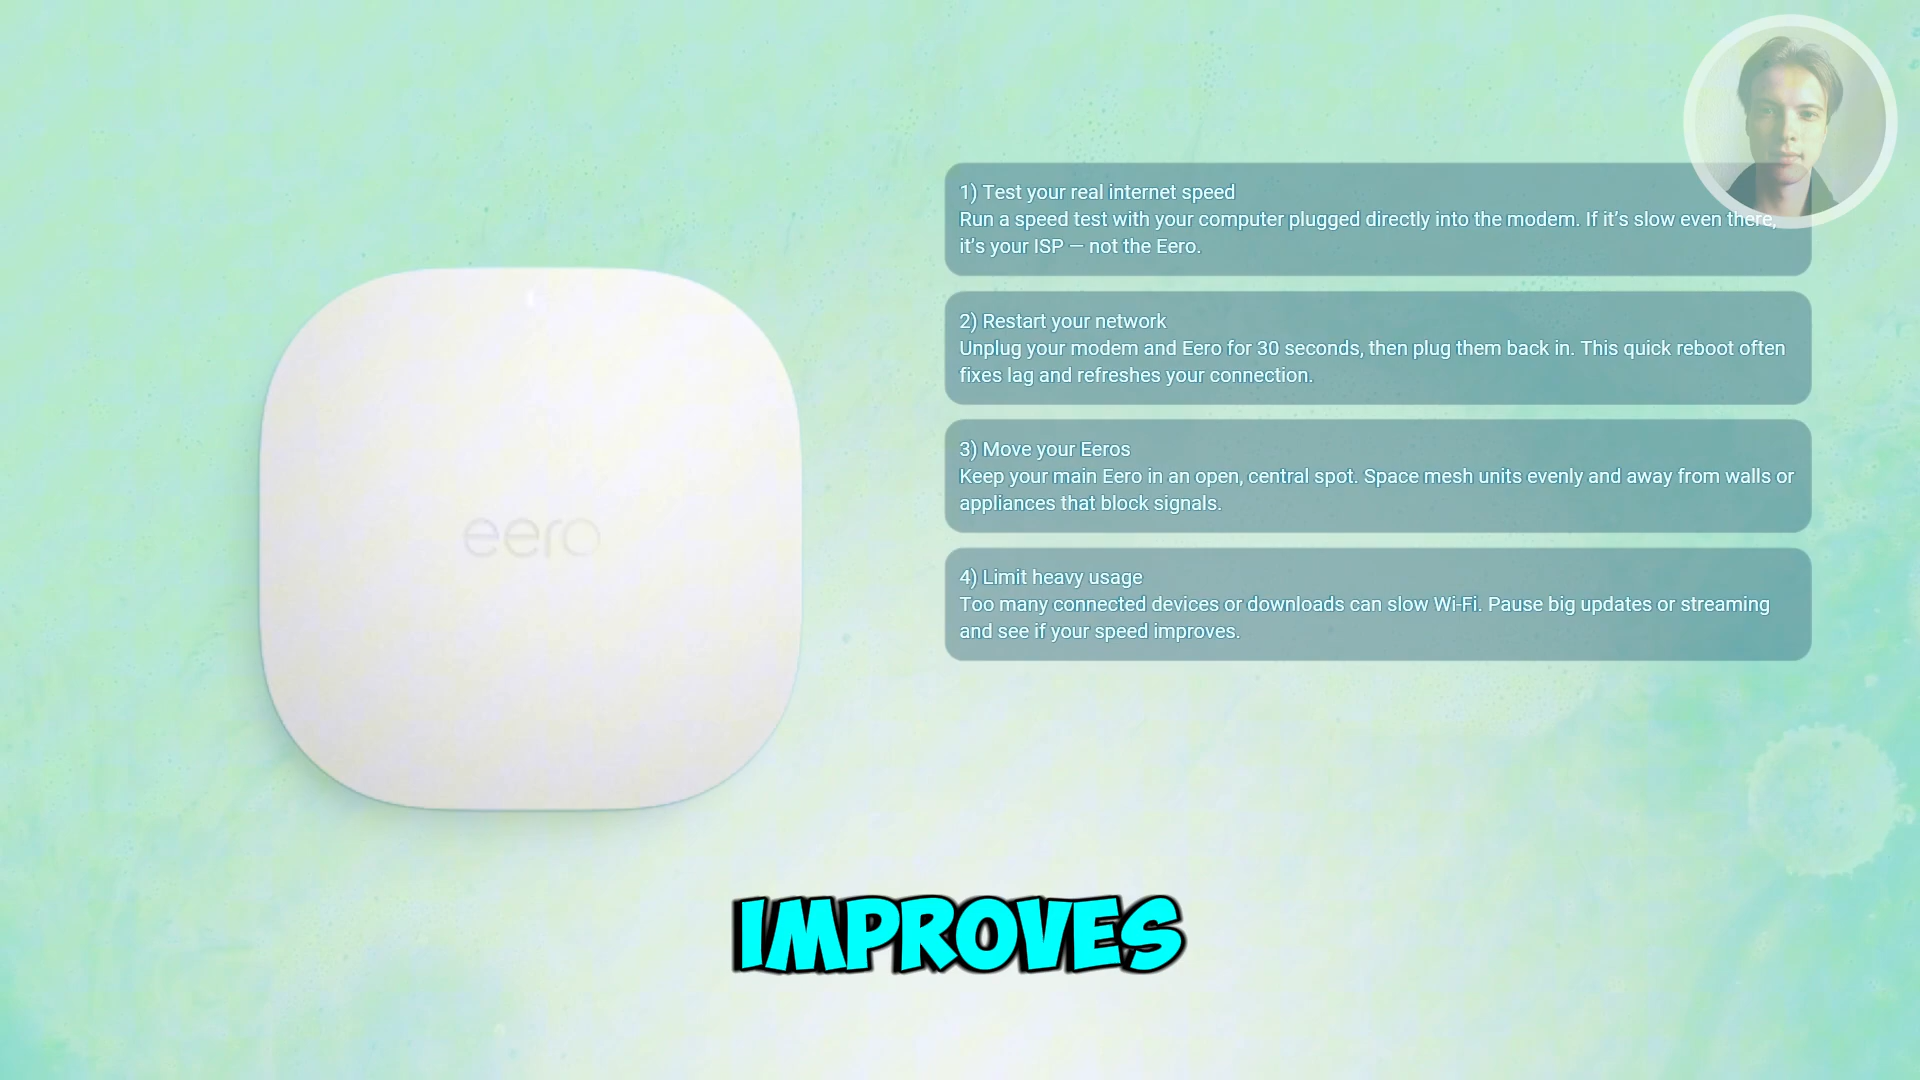 eero
1) Test your real internet speed
Run a speed test with your computer plugged directly into the modem. If it’s slow even there,
it’s your ISP — not the Eero.
2) Restart your network
Unplug your modem and Eero for 30 seconds, then plug them back in. This quick reboot often
fixes lag and refreshes your connection.
3) Move your Eeros
Keep your main Eero in an open, central spot. Space mesh units evenly and away from walls or
appliances that block signals.
4) Limit heavy usage
Too many connected devices or downloads can slow Wi-Fi. Pause big updates or streaming
and see if your speed improves.
IMPROVES